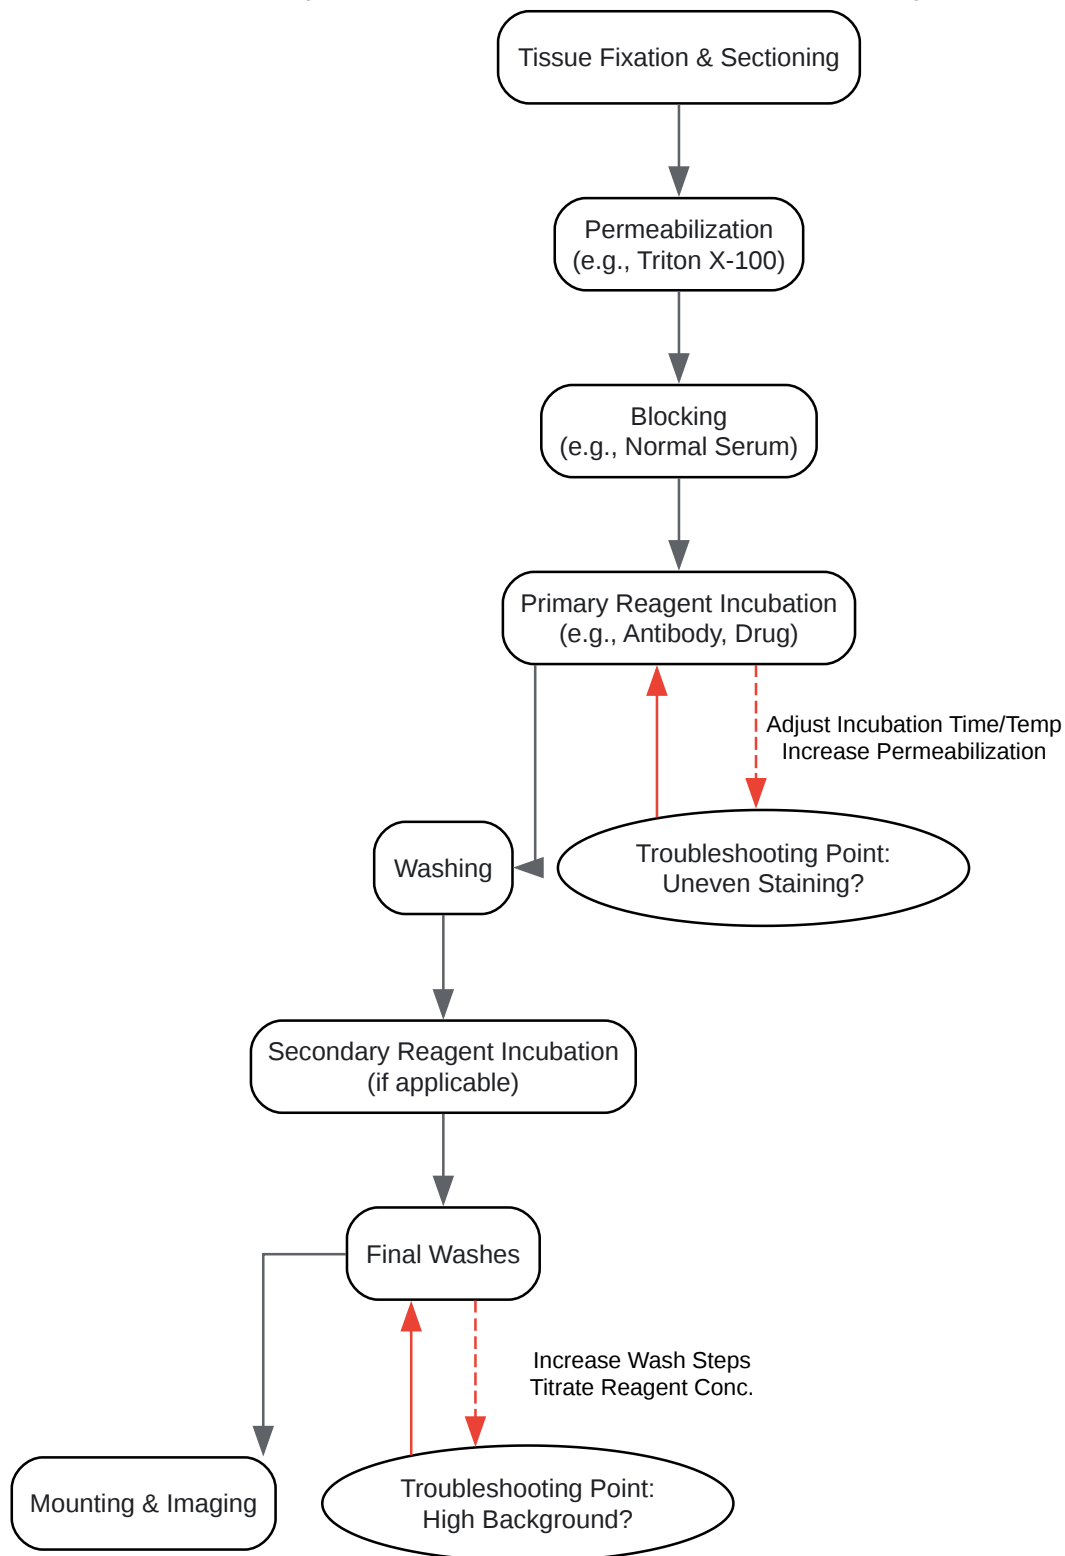 Tissue Fixation & Sectioning
Permeabilization
(e.g., Triton X-100)
Blocking
(e.g., Normal Serum)
Primary Reagent Incubation
(e.g., Antibody, Drug)
Adjust Incubation Time/Temp
Increase Permeabilization
Troubleshooting Point:
Uneven Staining?
Washing
Secondary Reagent Incubation
(if applicable)
Final Washes
Increase Wash Steps
Titrate Reagent Conc.
Troubleshooting Point:
High Background?
Mounting & Imaging